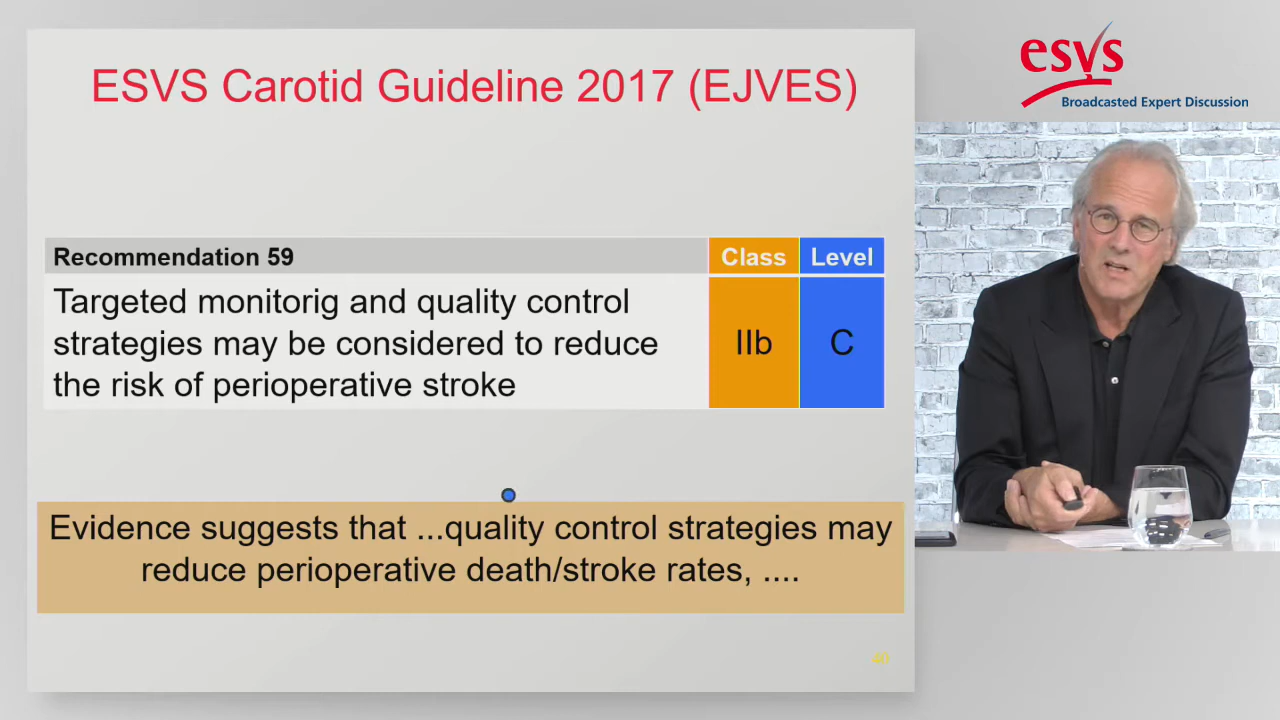 ESVS Carotid Guideline 2017 (EJVES)
esvs
Broadcasted Expert Discussion
Recommendation 59 Class Level
Targeted monitorig and quality control
strategies may be considered to reduce
the risk of perioperative stroke
IIb C
Evidence suggests that ...quality control strategies may
reduce perioperative death/stroke rates, ....
40